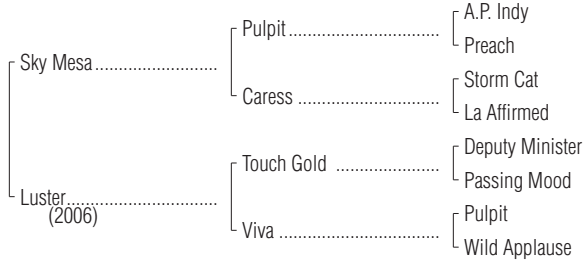 A.P. Indy
Pulpit
Preach
Sky Mesa
Storm Cat
Caress
La Affirmed
Deputy Minister
Touch Gold
Passing Mood
Luster
(2006)
Pulpit
Viva
Wild Applause